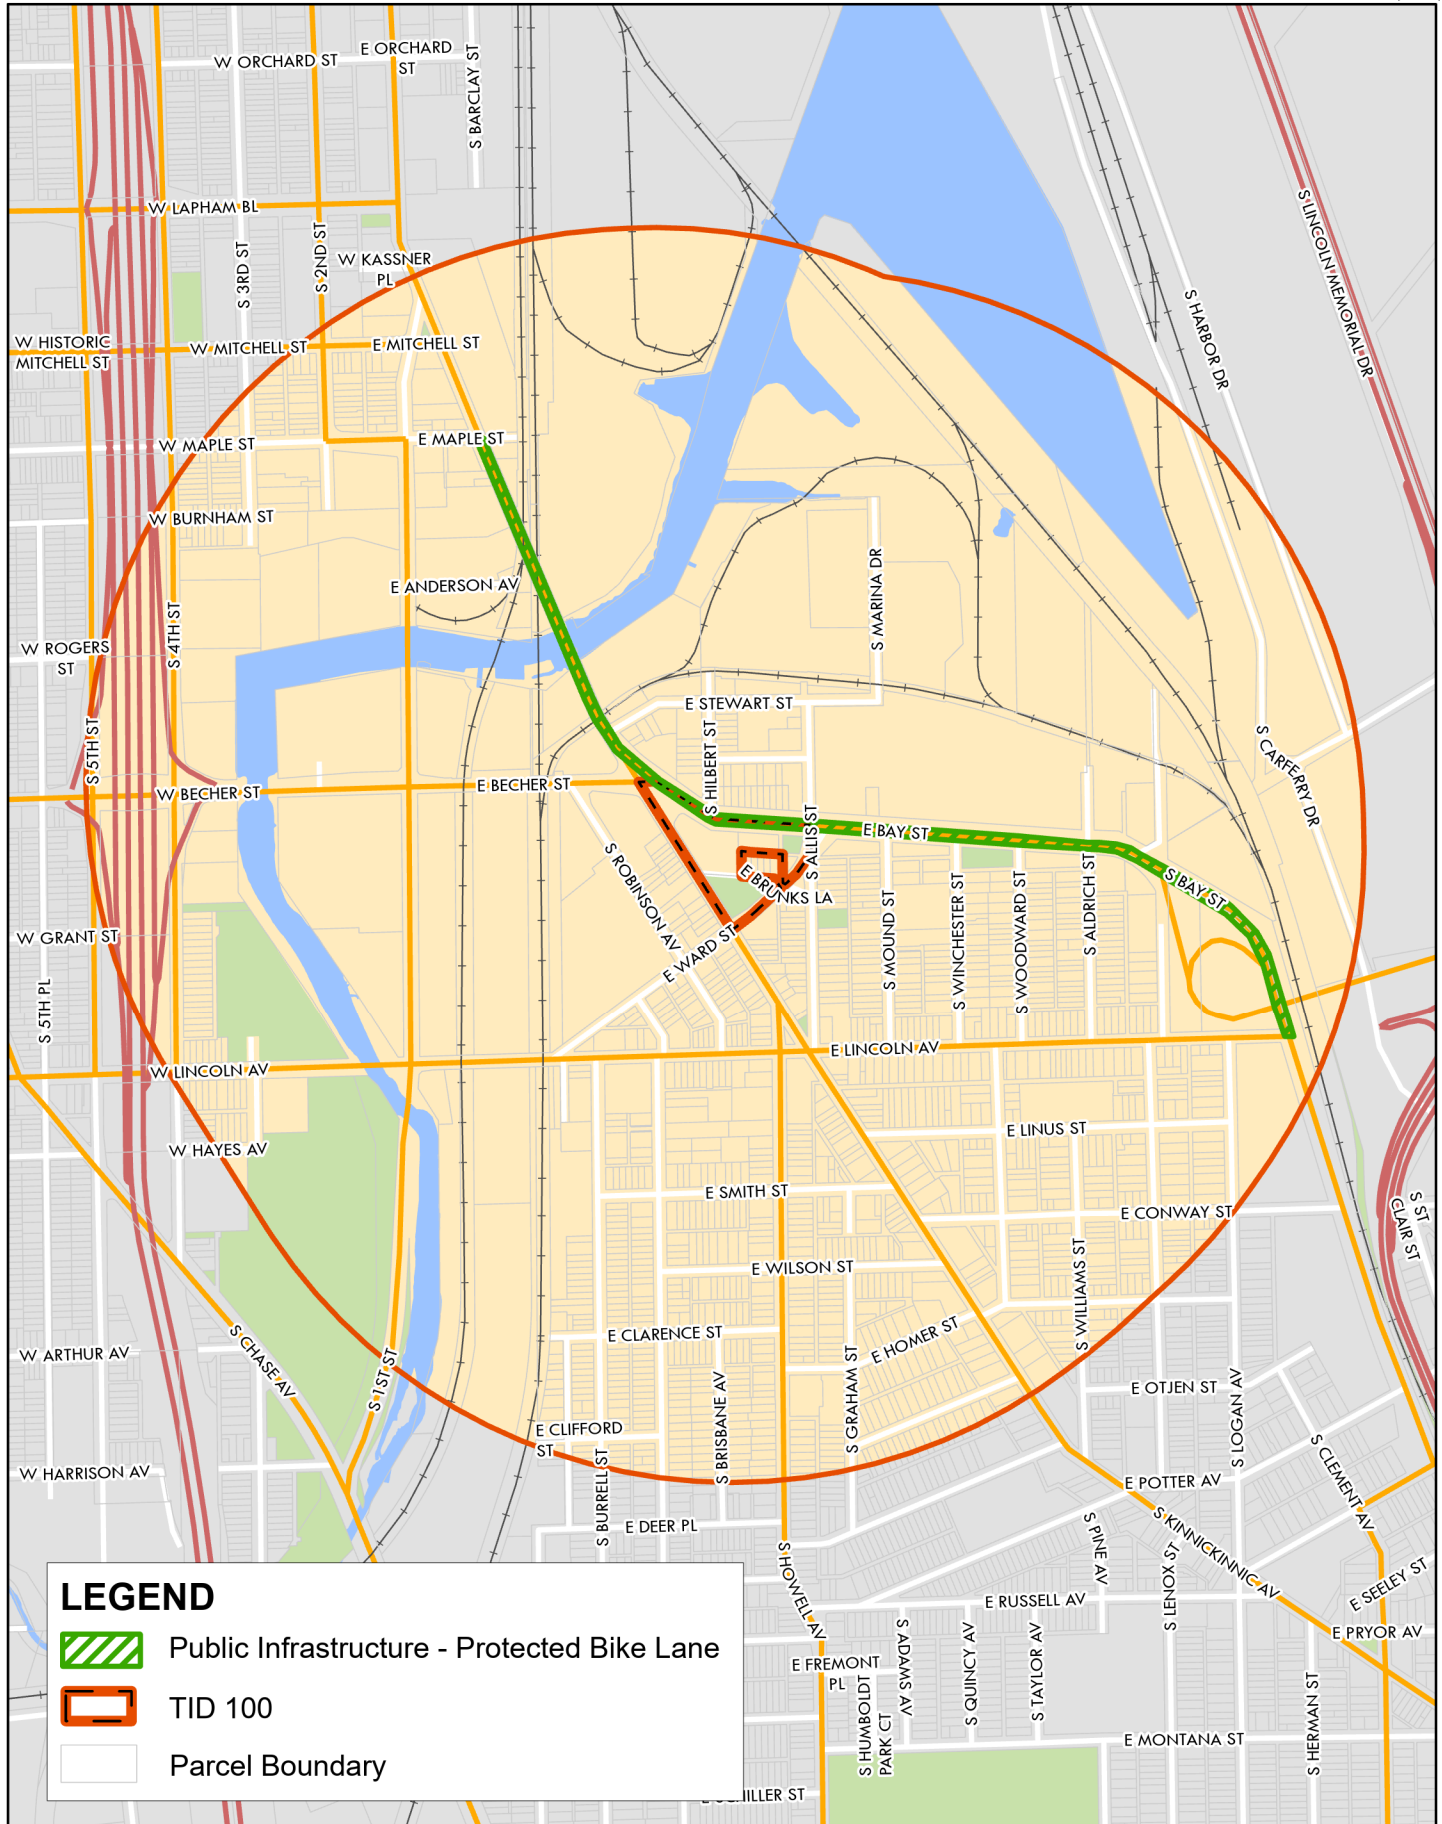 W ORCHARD ST
E ORCHARD
ST
S BARCLAY ST
W LAPHAM BL
S 3RD ST
S 2ND ST
W KASSNER
PL
S LINCOLN MEMORIAL DR
S HARBOR DR
W HISTORIC
MITCHELL ST
W MITCHELL ST
E MITCHELL ST
W MAPLE ST
E MAPLE ST
W BURNHAM ST
E ANDERSON AV
S MARINA DR
W ROGERS
ST
S 4TH ST
S 5TH ST
E STEWART ST
S HILBERT ST
S CARFERRY DR
W BECHER ST
E BECHER ST
S ALLIS ST
E BAY ST
S BAY ST
S ROBINSON AV
E BRUNKS LA
S MOUND ST
S WINCHESTER ST
S WOODWARD ST
S ALDRICH ST
W GRANT ST
E WARD ST
S 5TH PL
E LINCOLN AV
W LINCOLN AV
E LINUS ST
W HAYES AV
E SMITH ST
E CONWAY ST
S ST
CLAIR ST
E WILSON ST
S WILLIAMS ST
E CLARENCE ST
E HOMER ST
W ARTHUR AV
S CHASE AV
S 1ST ST
S BRISBANE AV
S GRAHAM ST
E OTJEN ST
S LOGAN AV
E CLIFFORD
ST
W HARRISON AV
S BURRELL ST
S CLEMENT AV
E POTTER AV
E DEER PL
S PINE AV
S KINNICKINNIC AV
S HOWELL AV
S LENOX ST
E SEELEY ST
E RUSSELL AV
E PRYOR AV
S ADAMS AV
S QUINCY AV
S TAYLOR AV
E FREMONT
PL
S HUMBOLDT
PARK CT
S HERMAN ST
E MONTANA ST
LEGEND
Public Infrastructure - Protected Bike Lane
TID 100
Parcel Boundary